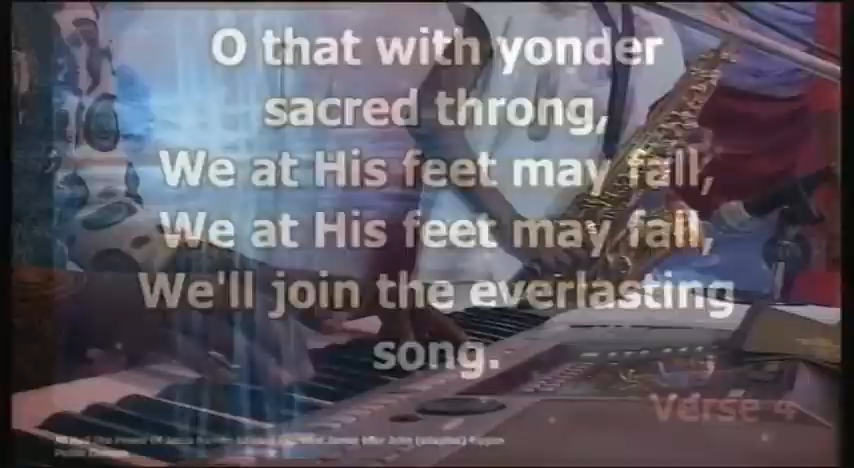 O that with yonder
sacred throng,
We at His feet may fall,
We at His feet may fall,
We'll join the everlasting
song.
Verse 4